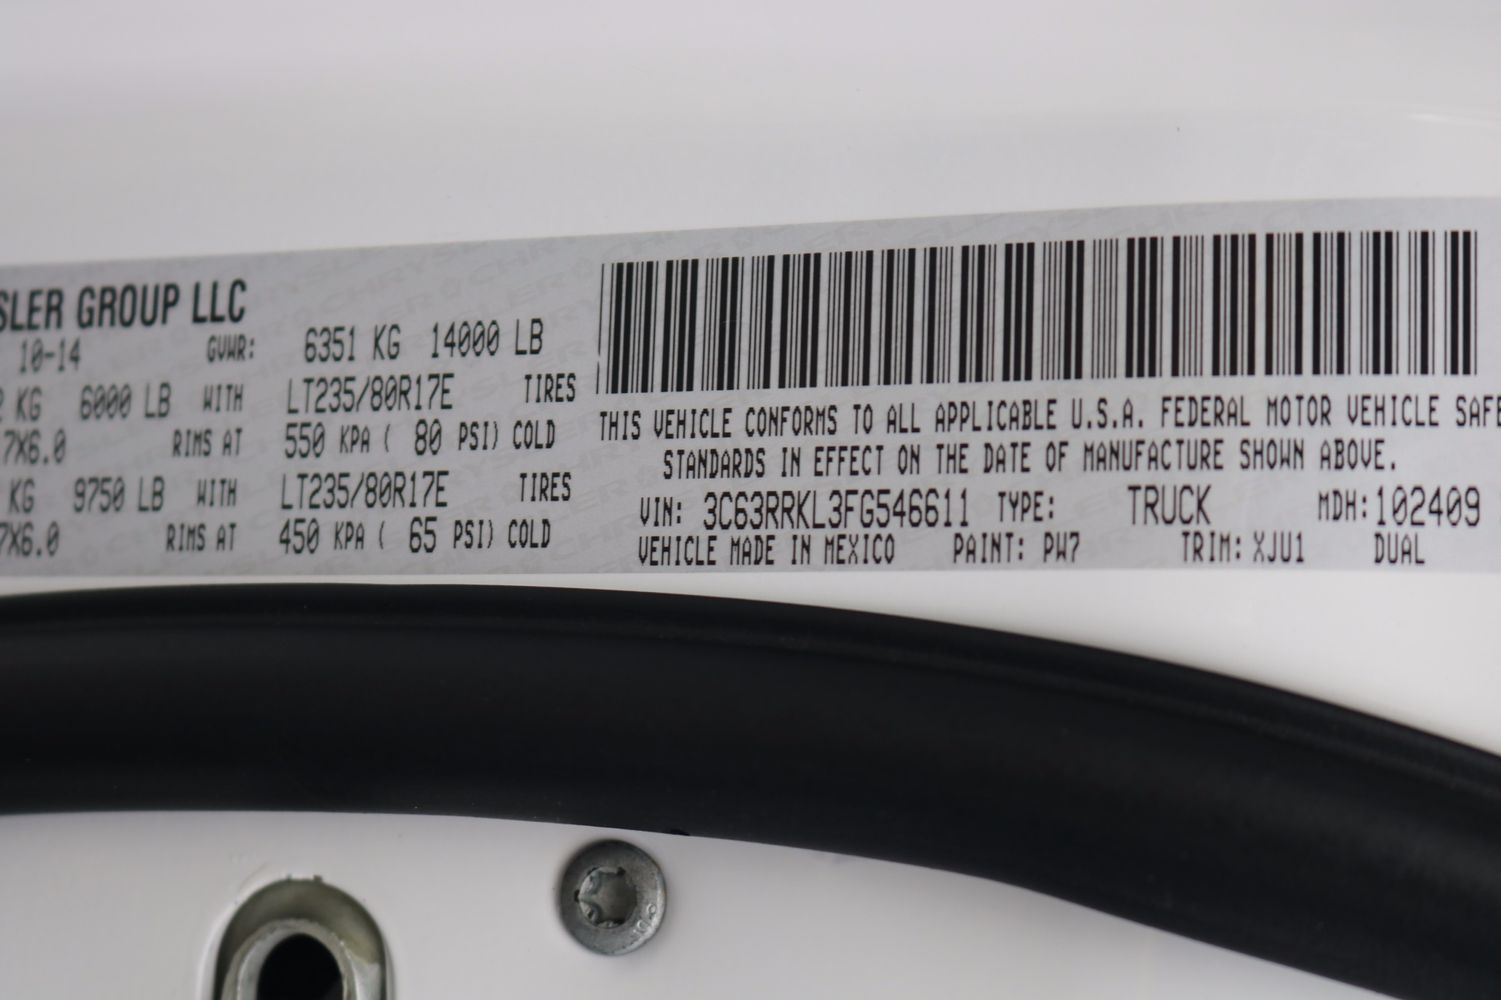 SLER GROUP LLC
10-14 GVWR: 6351 KG 14000 LB
KG 6000 LB WITH LT235/80R17E TIRES
7X6.0 RIMS AT 550 KPA ( 80 PSI) COLD
KG 9750 LB WITH LT235/80R17E TIRES
7X6.0 RIMS AT 450 KPA ( 65 PSI) COLD
THIS VEHICLE CONFORMS TO ALL APPLICABLE U.S.A. FEDERAL MOTOR VEHICLE SAFE
STANDARDS IN EFFECT ON THE DATE OF MANUFACTURE SHOWN ABOVE.
VIN: 3C63RRKL3FG546611 TYPE: TRUCK MDH: 102409
VEHICLE MADE IN MEXICO PAINT: PW7 TRIM: XJU1 DUAL